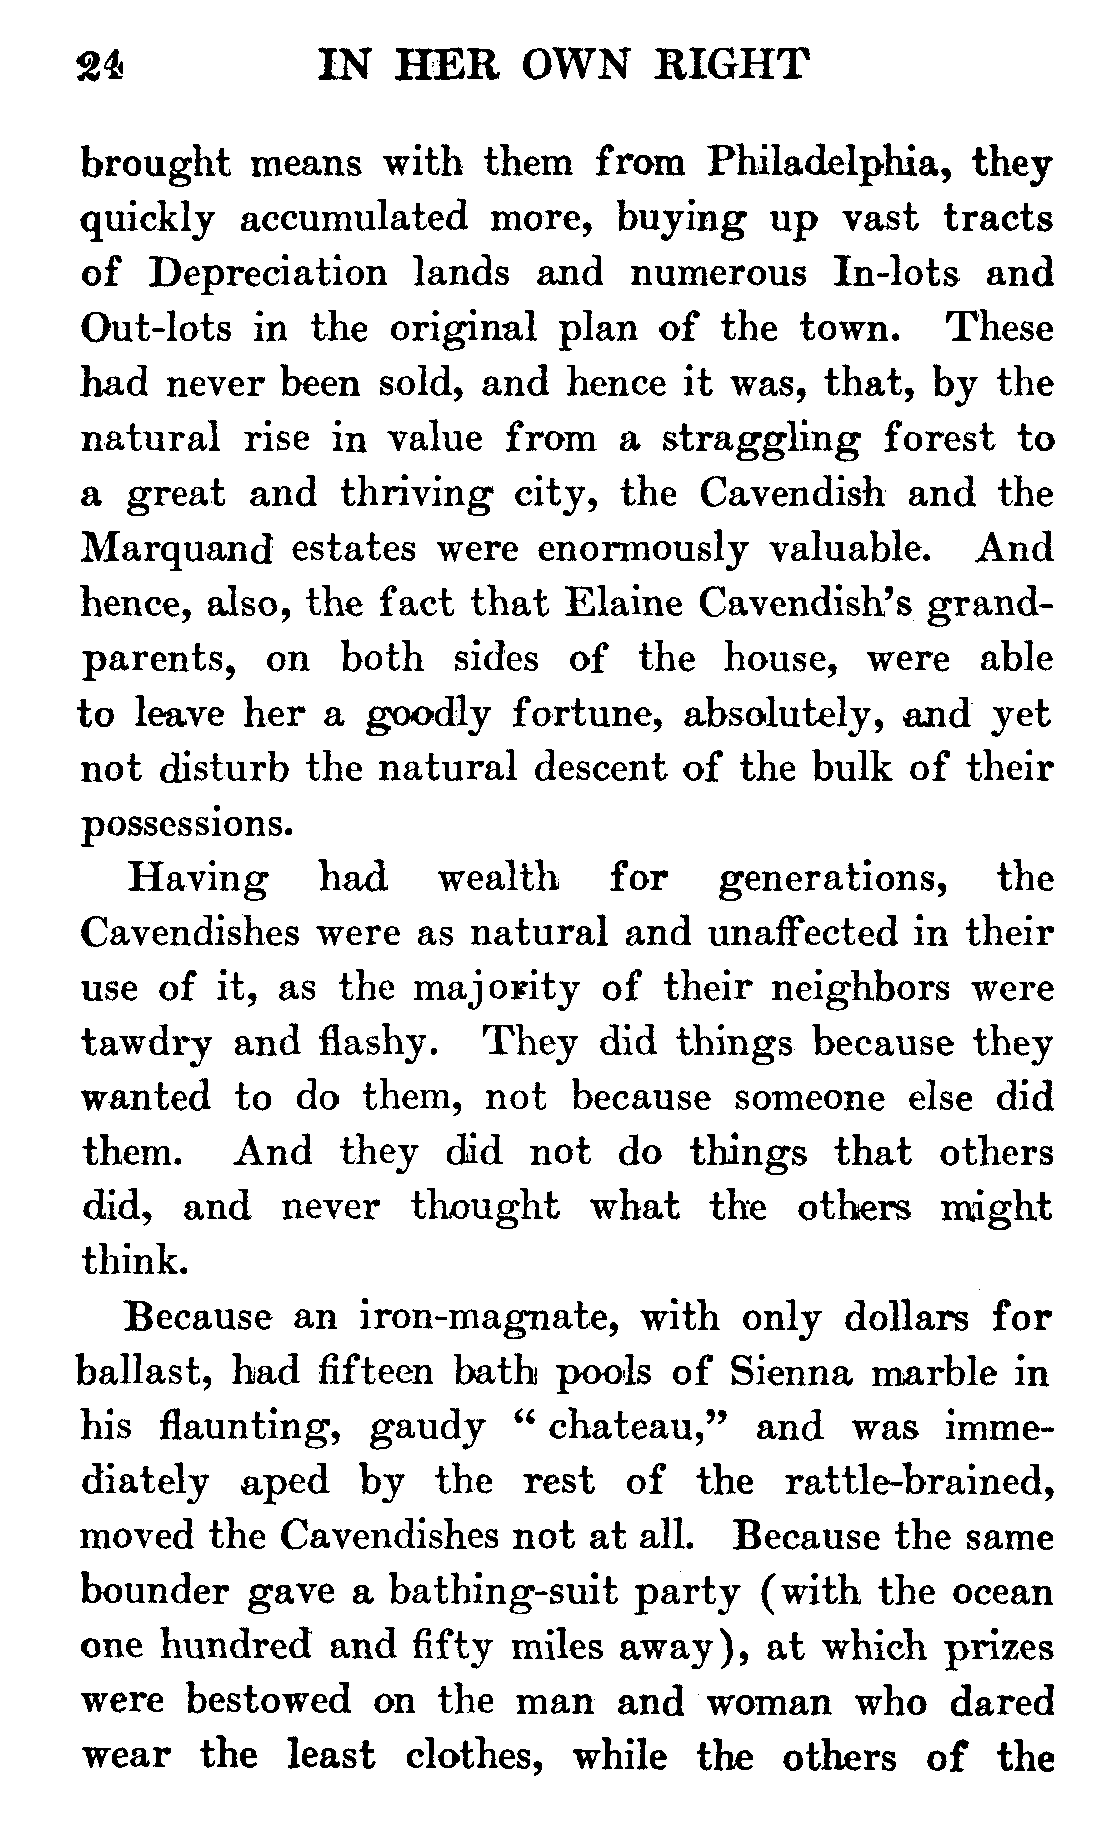 24 IN HER OWN RIGHT
brought means with them from Philadelphia, they
quickly accumulated more, buying up vast tracts
of Depreciation lands and numerous In-lots and
Out-lots in the original plan of the town. These
had never been sold, and hence it was, that, by the
natural rise in value from a straggling forest to
a great and thriving city, the Cavendish and the
Marquand estates were enormously valuable. And
hence, also, the fact that Elaine Cavendish's grand-
parents, on both sides of the house, were able
to leave her a goodly fortune, absolutely, and yet
not disturb the natural descent of the bulk of their
possessions.
Having had wealth for generations, the
Cavendishes were as natural and unaffected in their
use of it, as the majority of their neighbors were
tawdry and flashy. They did things because they
wanted to do them, not because someone else did
them. And they did not do things that others
did, and never thought what the others might
think.
Because an iron-magnate, with only dollars for
ballast, had fifteen bath pools of Sienna marble in
his flaunting, gaudy " chateau," and was imme-
diately aped by the rest of the rattle-brained,
moved the Cavendishes not at all. Because the same
bounder gave a bathing-suit party (with the ocean
one hundred and fifty miles away), at which prizes
were bestowed on the man and woman who dared
wear the least clothes, while the others of the